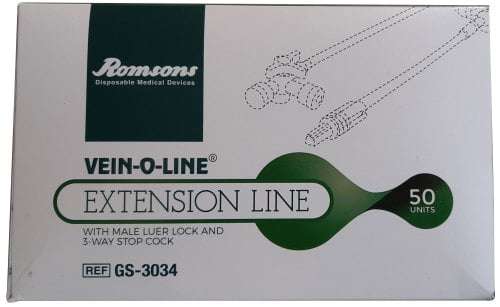 Romsons
Disposable Medical Devices
VEIN-O-LINE®
EXTENSION LINE
WITH MALE LUER LOCK AND
3-WAY STOP COCK
50
UNITS
REF GS-3034